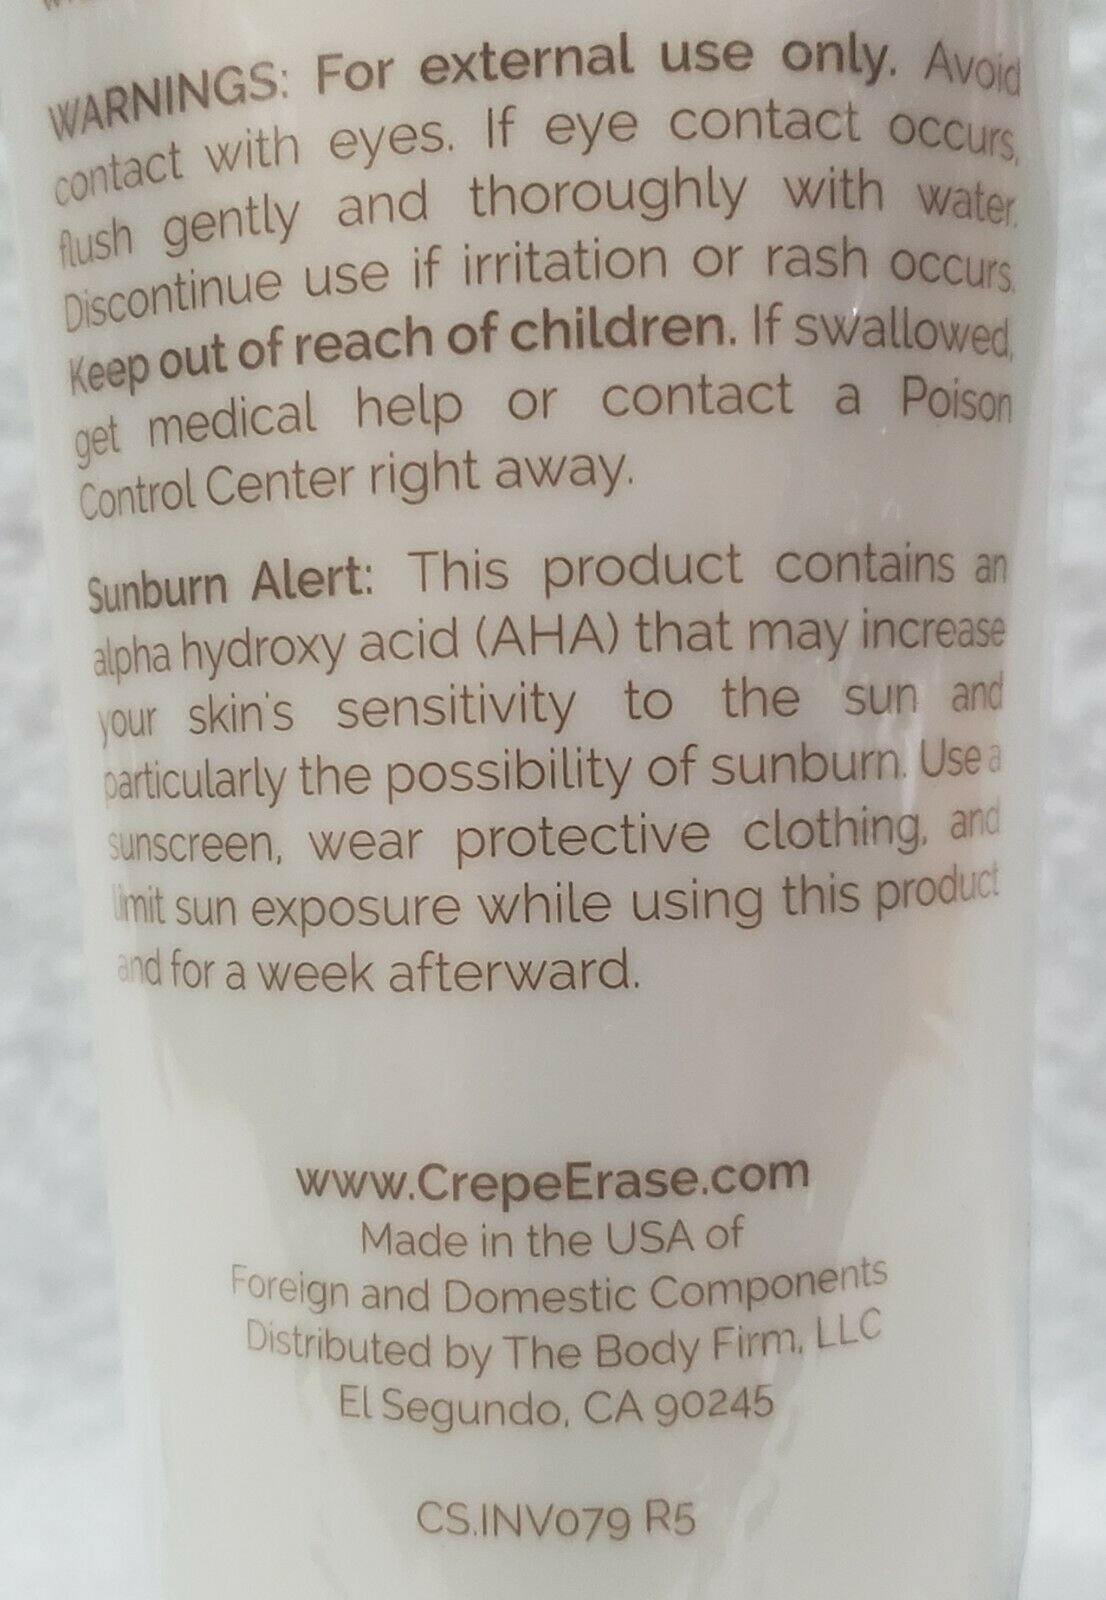 WARNINGS: For external use only. Avoid
contact with eyes. If eye contact occurs,
flush gently and thoroughly with water.
Discontinue use if irritation or rash occurs.
Keep out of reach of children. If swallowed,
get medical help or contact a Poison
Control Center right away.
Sunburn Alert: This product contains an
alpha hydroxy acid (AHA) that may increase
your skin's sensitivity to the sun and
particularly the possibility of sunburn. Use a
sunscreen, wear protective clothing, and
limit sun exposure while using this product
and for a week afterward.
www.CrepeErase.com
Made in the USA of
Foreign and Domestic Components
Distributed by The Body Firm, LLC
El Segundo, CA 90245
CS.INV079 R5